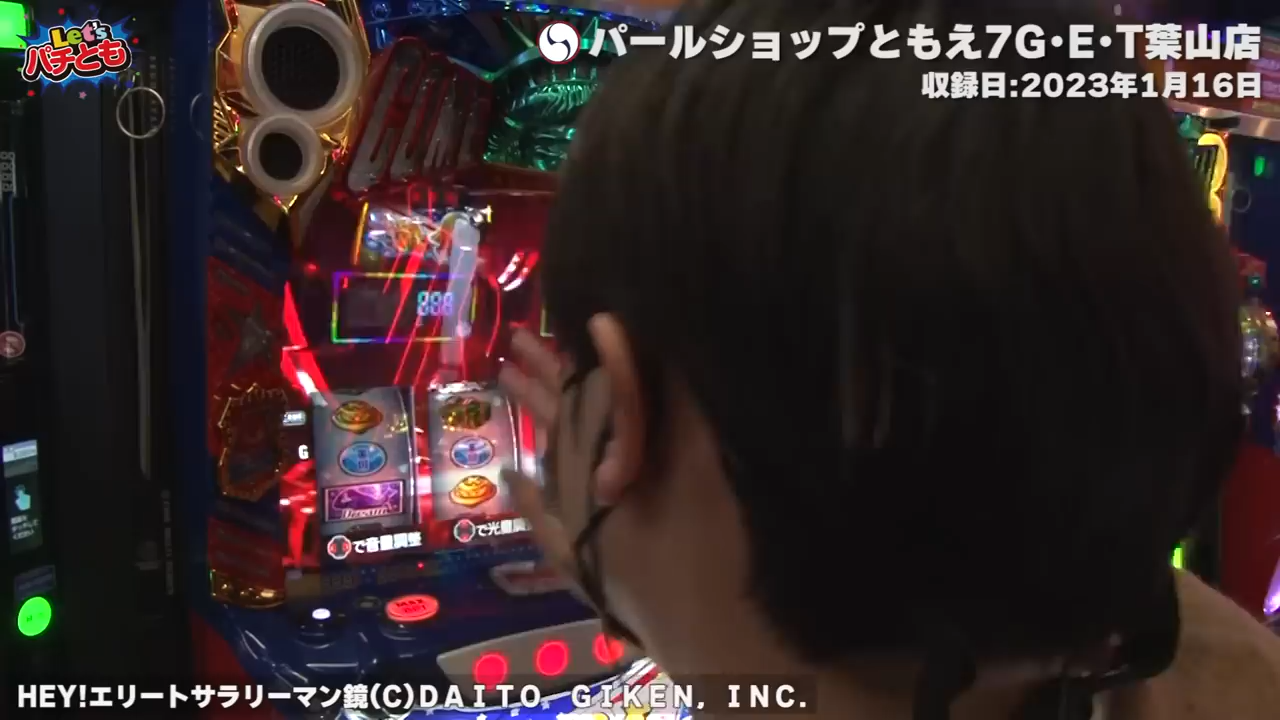 Let's
パチとも
パールショップともえ7G・E・T葉山店
収録日:2023年1月16日
888
Dream
で音量調整
で光量調
MAX BET
HEY!エリートサラリーマン鏡(C)DAITO GIKEN, INC.